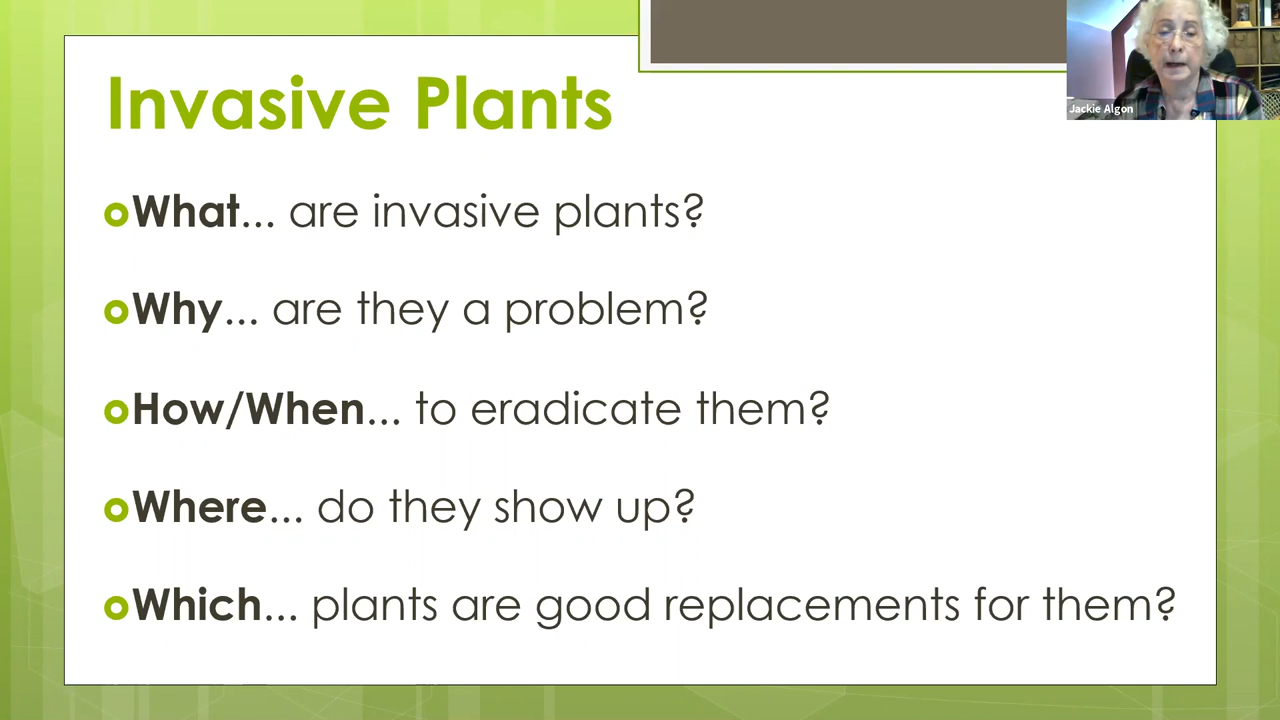 Invasive Plants
What... are invasive plants?
Why... are they a problem?
How/When... to eradicate them?
Where... do they show up?
Which... plants are good replacements for them?
Jackie Algon